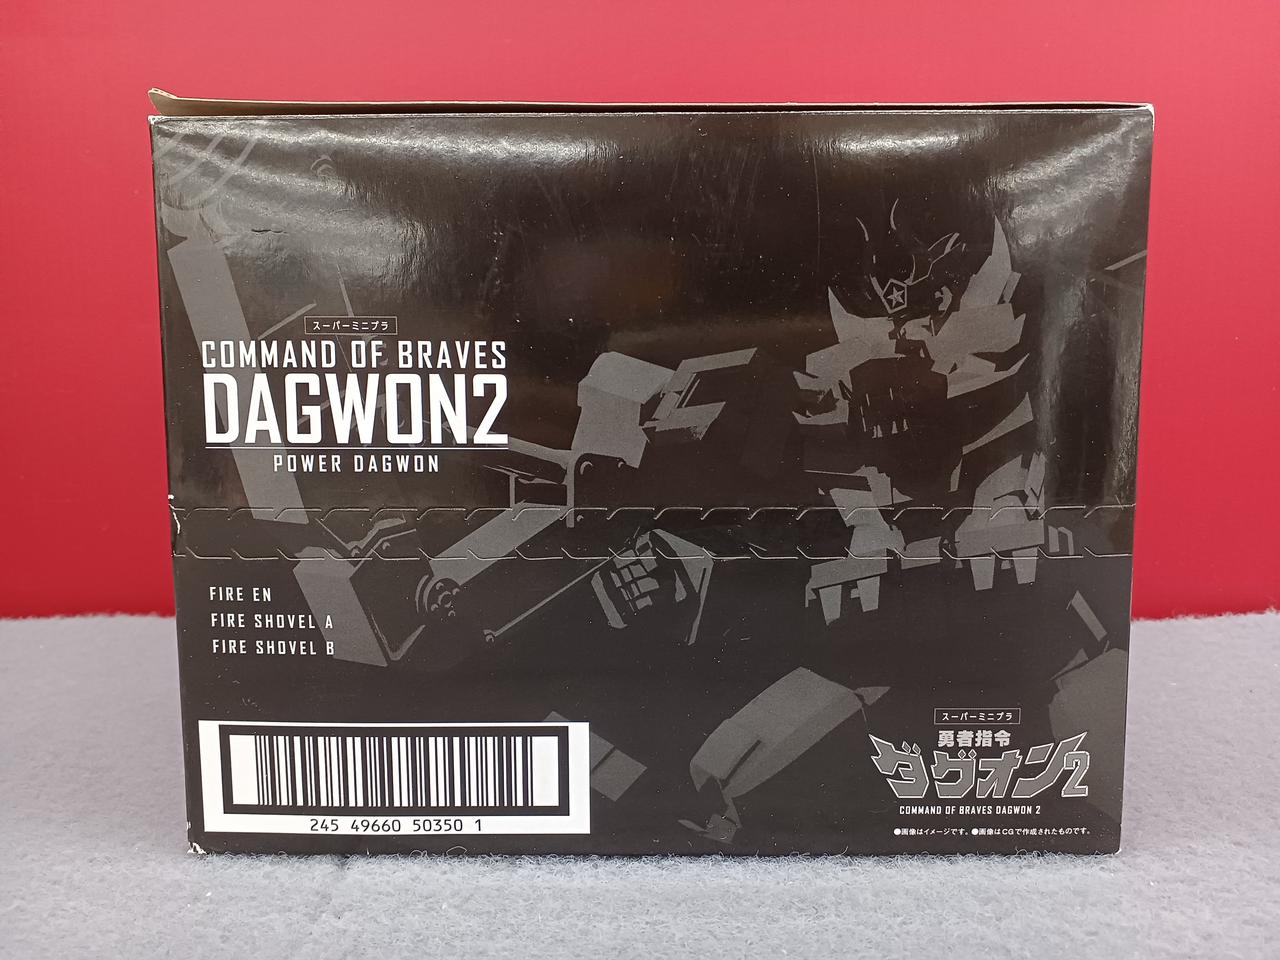 スーパーミニプラ
COMMAND OF BRAVES
DAGWON2
POWER DAGWON
FIRE EN
FIRE SHOVEL A
FIRE SHOVEL B
245 49660 50350 1
スーパーミニプラ
勇者指令
ダグオン2
COMMAND OF BRAVES DAGWON 2
●画像はイメージです。●画像はCGで作成されたものです。